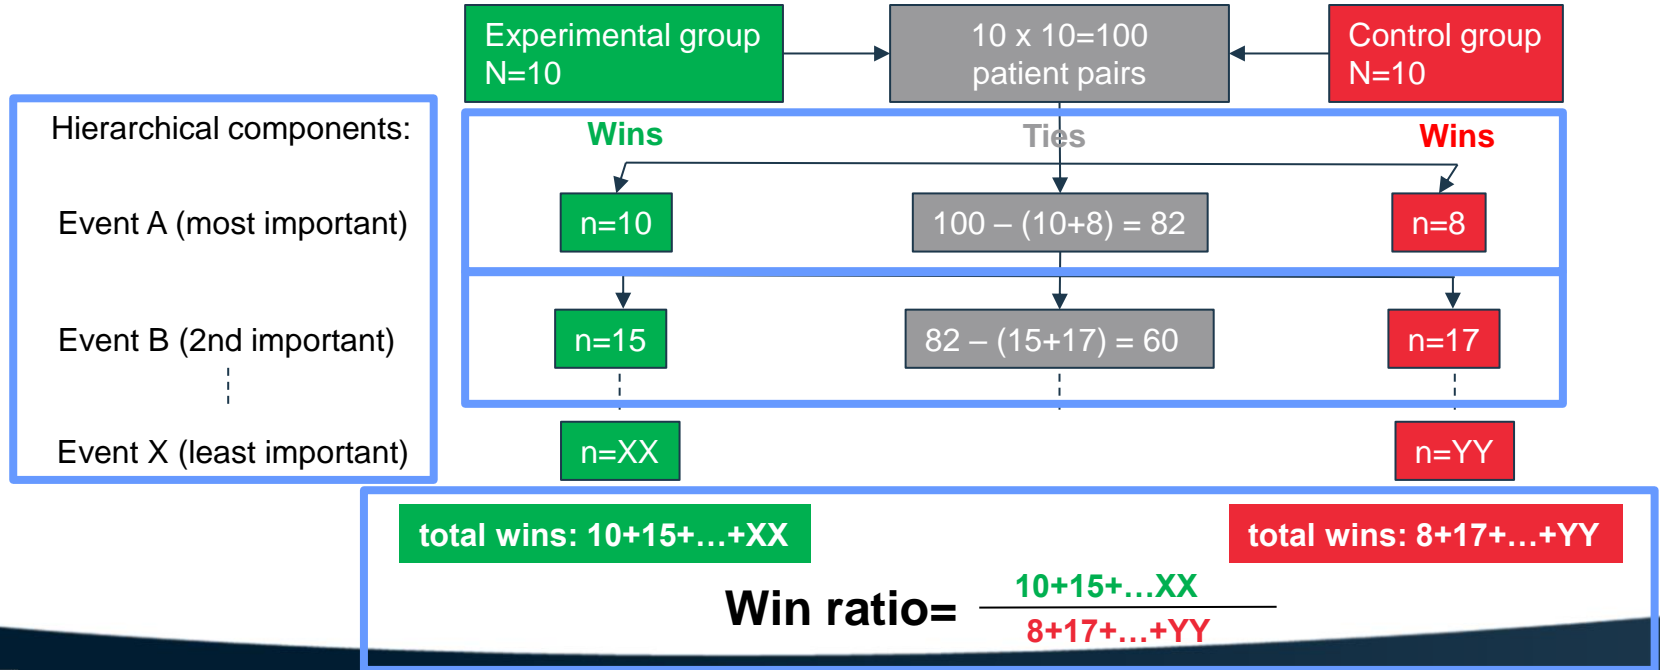 Experimental group
N=10
10 x 10=100
patient pairs
Control group
N=10
Hierarchical components:
Wins
Ties
Wins
Event A (most important)
n=10
100 – (10+8) = 82
n=8
Event B (2nd important)
n=15
82 – (15+17) = 60
n=17
Event X (least important)
n=XX
n=YY
total wins: 10+15+…+XX
total wins: 8+17+…+YY
Win ratio=
10+15+…XX
8+17+…+YY